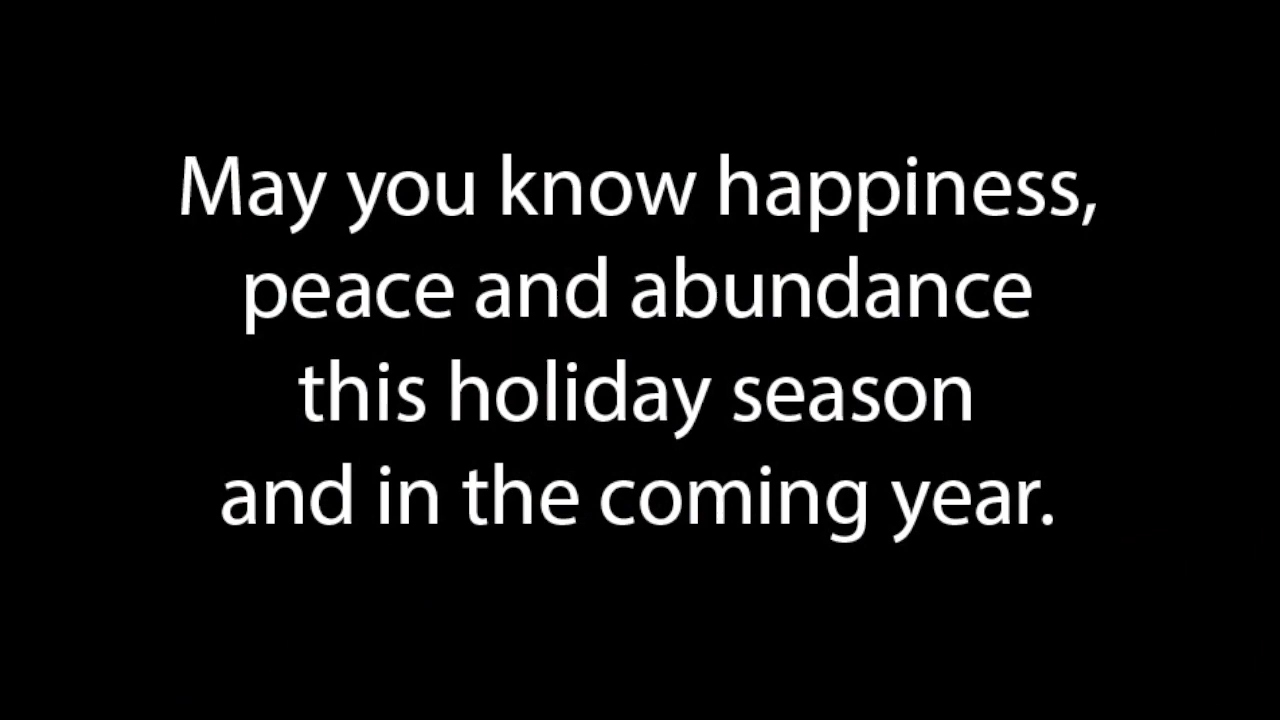 May you know happiness,
peace and abundance
this holiday season
and in the coming year.